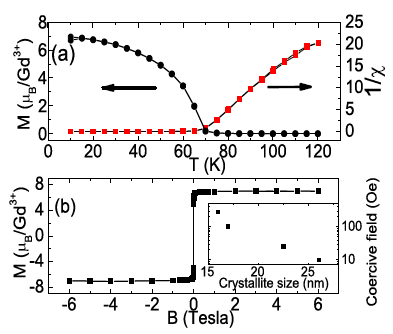 8 6 4 2 0
M (μB/Gd3+)
(a)
25 20 15 10 5 0
1/χ
0 20 40 60 80 100 120
T (K)
8 4 0 -4 -8
M (μB/Gd3+)
(b)
100 10
Coercive field (Oe)
15 20 25
Crystallite size (nm)
-6 -4 -2 0 2 4 6
B (Tesla)